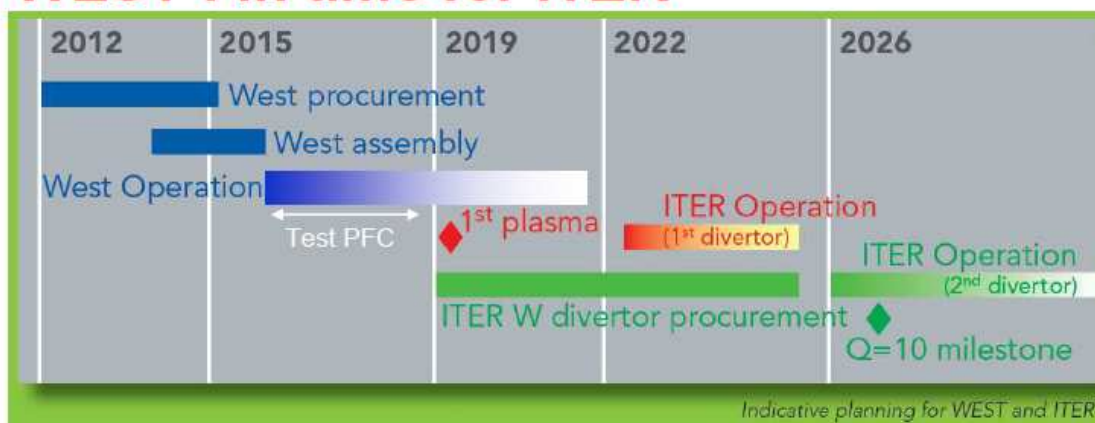 2012 2015 2019 2022 2026
West procurement
West assembly
West Operation
Test PFC
1st plasma
ITER Operation
(1st divertor)
ITER Operation
(2nd divertor)
ITER W divertor procurement
Q=10 milestone
Indicative planning for WEST and ITER